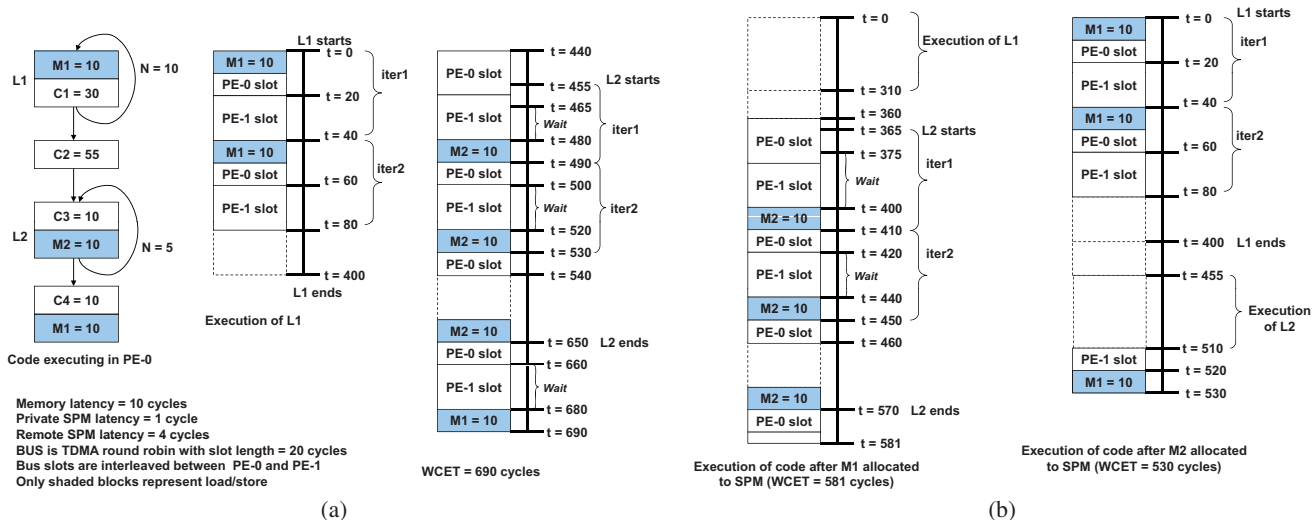 L1
M1 = 10
C1 = 30
N = 10
C2 = 55
L2
C3 = 10
M2 = 10
N = 5
C4 = 10
M1 = 10
Code executing in PE-0
Memory latency = 10 cycles
Private SPM latency = 1 cycle
Remote SPM latency = 4 cycles
BUS is TDMA round robin with slot length = 20 cycles
Bus slots are interleaved between PE-0 and PE-1
Only shaded blocks represent load/store
L1 starts
M1 = 10
PE-0 slot
PE-1 slot
M1 = 10
PE-0 slot
PE-1 slot
t = 0
t = 20
t = 40
t = 60
t = 80
t = 400
iter1
iter2
L1 ends
Execution of L1
PE-0 slot
PE-1 slot
M2 = 10
PE-0 slot
PE-1 slot
M2 = 10
PE-0 slot
M2 = 10
PE-0 slot
PE-1 slot
M1 = 10
t = 440
t = 455
L2 starts
t = 465
Wait
t = 480
iter1
t = 490
t = 500
Wait
iter2
t = 520
t = 530
t = 540
t = 650
L2 ends
t = 660
Wait
t = 680
t = 690
WCET = 690 cycles
(a)
t = 0
Execution of L1
t = 310
t = 360
t = 365
L2 starts
PE-0 slot
t = 375
iter1
Wait
PE-1 slot
t = 400
M2 = 10
t = 410
PE-0 slot
t = 420
iter2
PE-1 slot
Wait
t = 440
M2 = 10
t = 450
PE-0 slot
t = 460
M2 = 10
t = 570
L2 ends
PE-0 slot
t = 581
Execution of code after M1 allocated
to SPM (WCET = 581 cycles)
L1 starts
t = 0
M1 = 10
PE-0 slot
iter1
t = 20
PE-1 slot
t = 40
M1 = 10
PE-0 slot
iter2
t = 60
PE-1 slot
t = 80
t = 400
L1 ends
t = 455
Execution
of L2
t = 510
PE-1 slot
t = 520
M1 = 10
t = 530
Execution of code after M2 allocated
to SPM (WCET = 530 cycles)
(b)